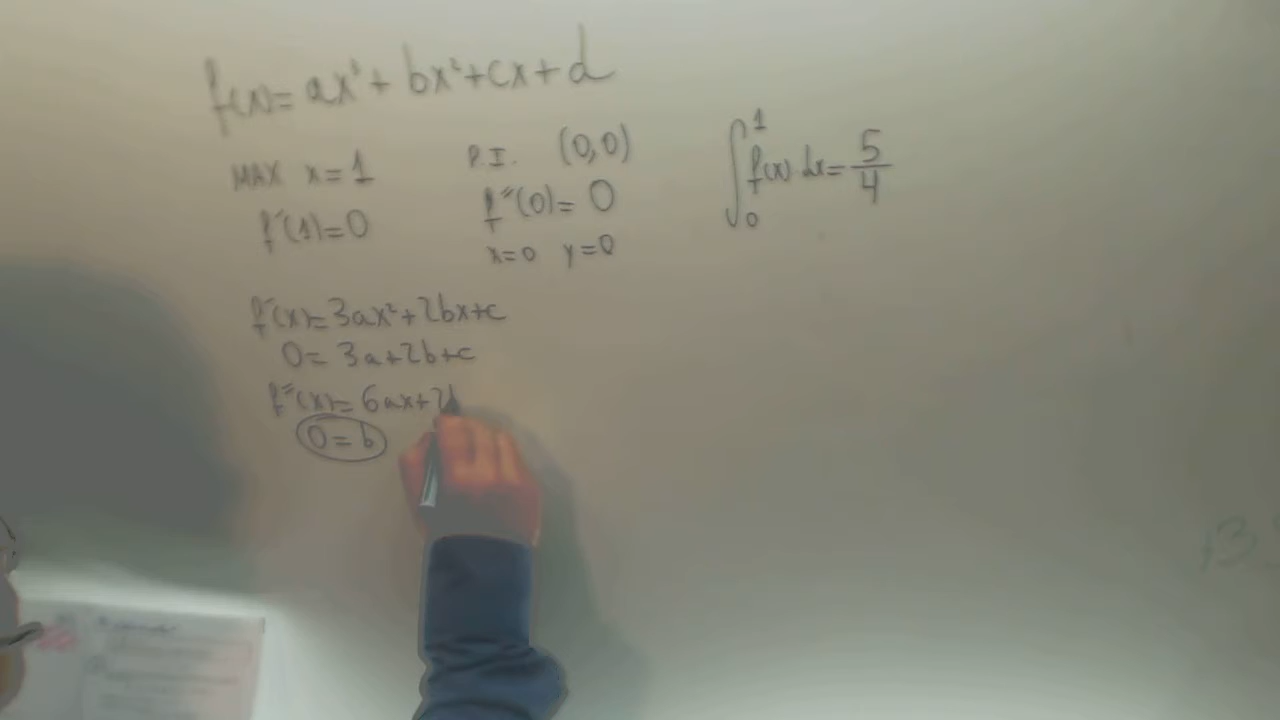 f(x)= ax³+ bx²+cx+d
MAX x=1
f'(1)=0
P.I. (0,0)
f''(0)=0
x=0 y=0
∫₀¹ f(x)·dx= 5/4
f'(x)=3ax²+2bx+c
0= 3a+2b+c
f''(x)= 6ax+2b
0=b